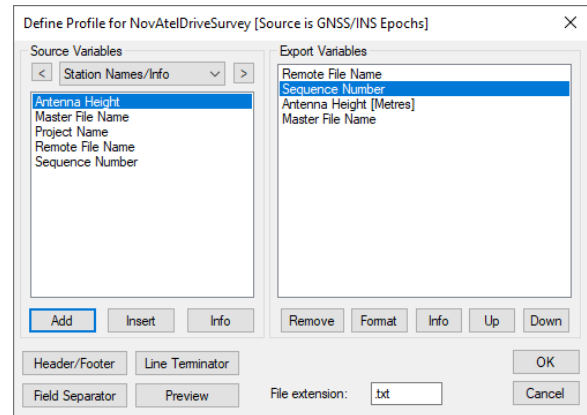 Define Profile for NovAtelDriveSurvey [Source is GNSS/INS Epochs]
Source Variables
< Station Names/Info >
Antenna Height
Master File Name
Project Name
Remote File Name
Sequence Number
Add Insert Info
Export Variables
Remote File Name
Sequence Number
Antenna Height [Metres]
Master File Name
Remove Format Info Up Down
Header/Footer Line Terminator
Field Separator Preview
File extension: .txt
OK
Cancel